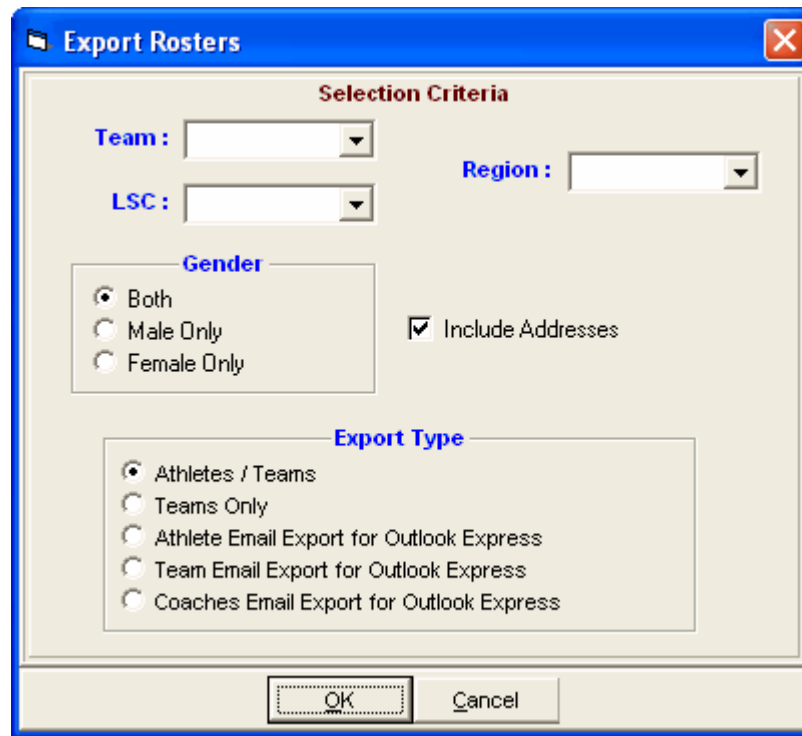 Export Rosters
Selection Criteria
Team :
Region :
LSC :
Gender
Both
Male Only
Female Only
Include Addresses
Export Type
Athletes / Teams
Teams Only
Athlete Email Export for Outlook Express
Team Email Export for Outlook Express
Coaches Email Export for Outlook Express
OK Cancel